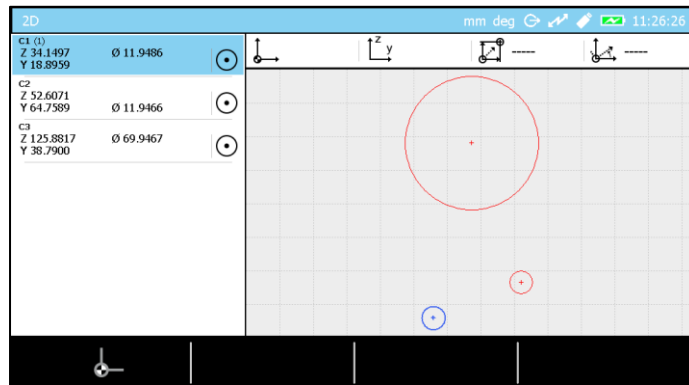 2D
mm deg 11:26:26
C1 (1)
Z 34.1497 Ø 11.9486
Y 18.8959
C2
Z 52.6071
Y 64.7589 Ø 11.9466
C3
Z 125.8817 Ø 69.9467
Y 38.7900
z
y
-----
-----